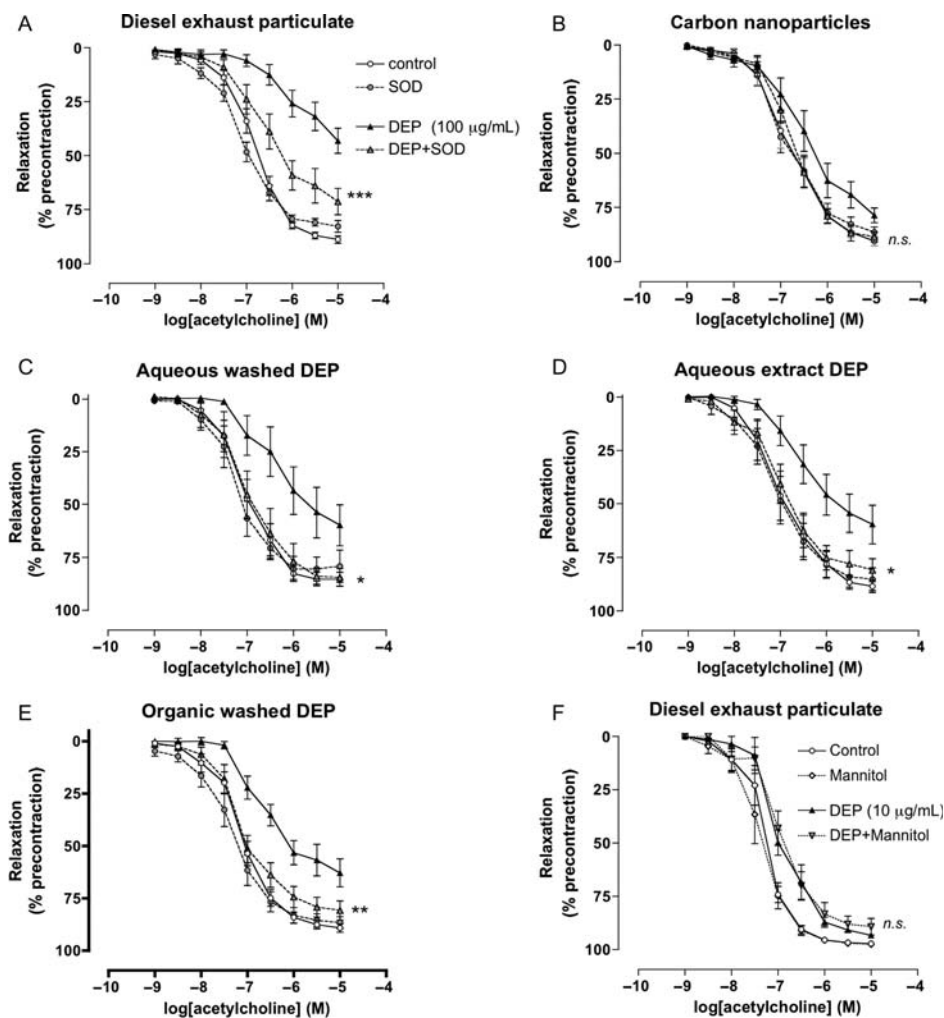 A
Diesel exhaust particulate
0
25
50
75
100
Relaxation
(% precontraction)
control
SOD
DEP (100 μg/mL)
DEP+SOD
***
–10 –9 –8 –7 –6 –5 –4
log[acetylcholine] (M)
B
Carbon nanoparticles
0
25
50
75
100
Relaxation
(% precontraction)
n.s.
–10 –9 –8 –7 –6 –5 –4
log[acetylcholine] (M)
C
Aqueous washed DEP
0
25
50
75
100
Relaxation
(% precontraction)
*
–10 –9 –8 –7 –6 –5 –4
log[acetylcholine] (M)
D
Aqueous extract DEP
0
25
50
75
100
Relaxation
(% precontraction)
*
–10 –9 –8 –7 –6 –5 –4
log[acetylcholine] (M)
E
Organic washed DEP
0
25
50
75
100
Relaxation
(% precontraction)
**
–10 –9 –8 –7 –6 –5 –4
log[acetylcholine] (M)
F
Diesel exhaust particulate
0
25
50
75
100
Relaxation
(% precontraction)
Control
Mannitol
DEP (10 μg/mL)
DEP+Mannitol
n.s.
–10 –9 –8 –7 –6 –5 –4
log[acetylcholine] (M)